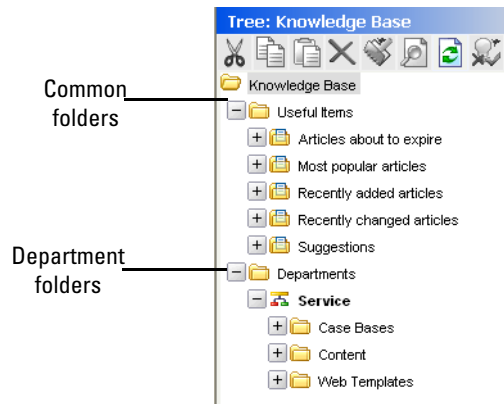 Tree: Knowledge Base
Knowledge Base
Common
folders
Useful Items
Articles about to expire
Most popular articles
Recently added articles
Recently changed articles
Suggestions
Department
folders
Departments
Service
Case Bases
Content
Web Templates